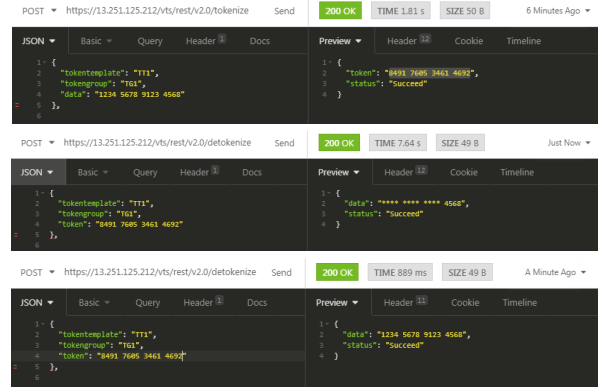 POST https://13.251.125.212/vts/rest/v2.0/tokenize Send 200 OK TIME 1.81 s SIZE 50 B 6 Minutes Ago
JSON Basic Query Header 1 Docs Preview Header 12 Cookie Timeline
1 {
2 "tokentemplate": "TT1",
3 "tokengroup": "TG1",
4 "data": "1234 5678 9123 4568"
5 },
6
1 {
2 "token": "8491 7605 3461 4692",
3 "status": "Succeed"
4 }
POST https://13.251.125.212/vts/rest/v2.0/detokenize Send 200 OK TIME 7.64 s SIZE 49 B Just Now
JSON Basic Query Header 1 Docs Preview Header 12 Cookie Timeline
1 {
2 "tokentemplate": "TT1",
3 "tokengroup": "TG1",
4 "token": "8491 7605 3461 4692"
5 },
6
1 {
2 "data": "**** **** **** 4568",
3 "status": "Succeed"
4 }
POST https://13.251.125.212/vts/rest/v2.0/detokenize Send 200 OK TIME 889 ms SIZE 49 B A Minute Ago
JSON Basic Query Header 1 Docs Preview Header 11 Cookie Timeline
1 {
2 "tokentemplate": "TT1",
3 "tokengroup": "TG1",
4 "token": "8491 7605 3461 4692"
5 },
6
1 {
2 "data": "1234 5678 9123 4568",
3 "status": "Succeed"
4 }